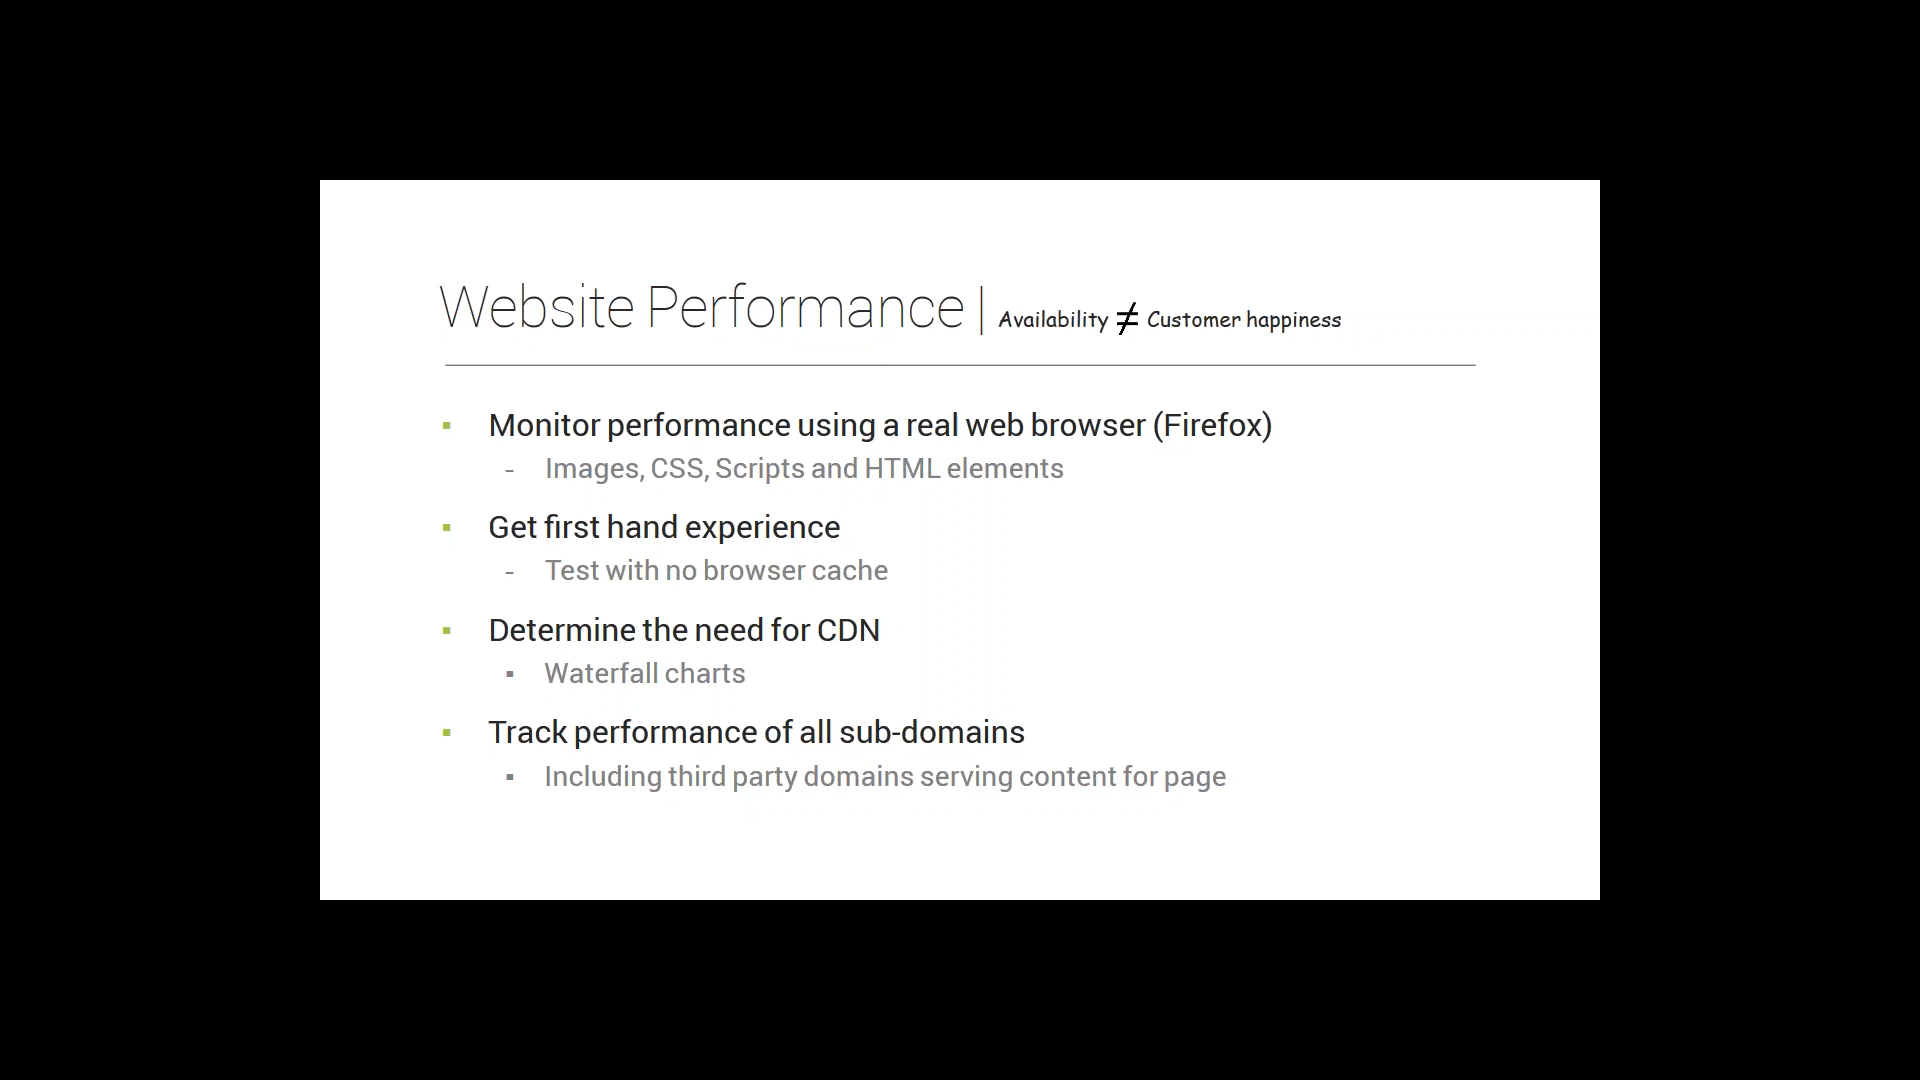 Website Performance | Availability ≠ Customer happiness
▪ Monitor performance using a real web browser (Firefox)
- Images, CSS, Scripts and HTML elements
▪ Get first hand experience
- Test with no browser cache
▪ Determine the need for CDN
▪ Waterfall charts
▪ Track performance of all sub-domains
▪ Including third party domains serving content for page